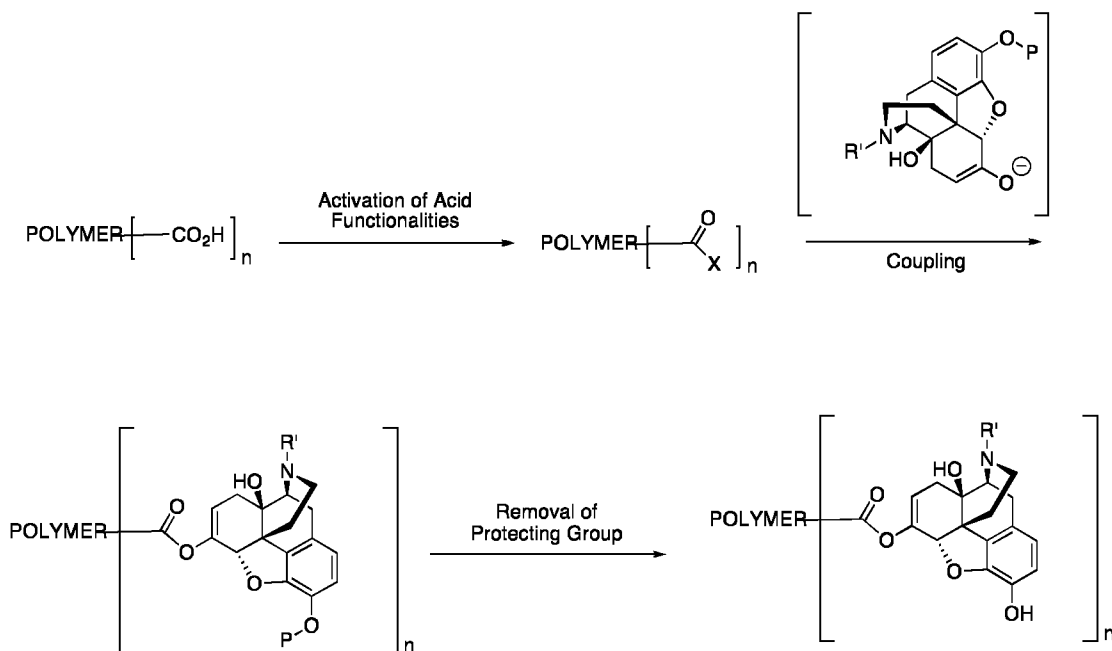 POLYMER
CO₂H
n
Activation of Acid
Functionalities
POLYMER
O
X
n
O
P
O
N
R'
HO
O⊖
Coupling
POLYMER
O
O
HO
R'
N
O
O
P
n
Removal of
Protecting Group
POLYMER
O
O
HO
R'
N
O
OH
n